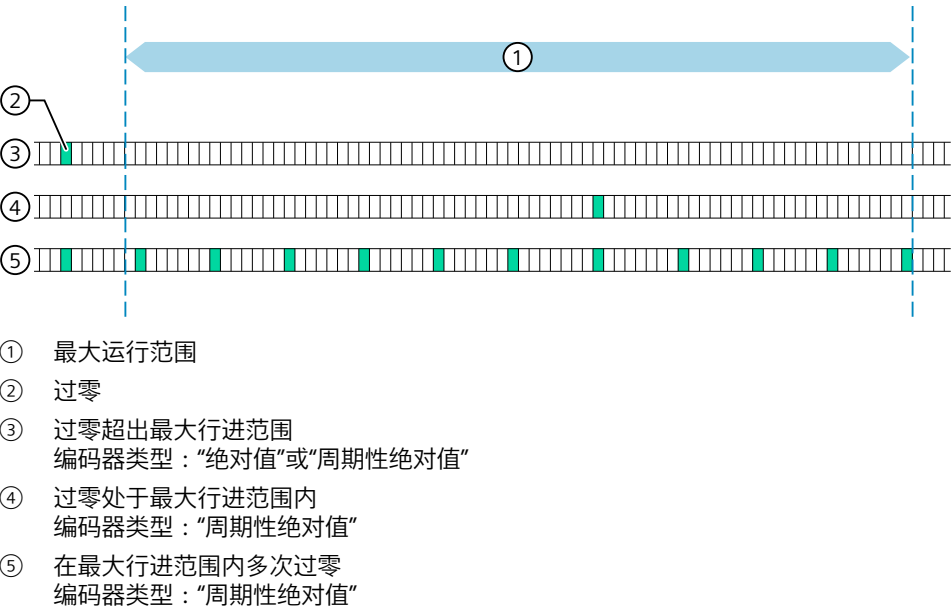 ①
②
③
④
⑤
① 最大运行范围
② 过零
③ 过零超出最大行进范围
编码器类型：“绝对值”或“周期性绝对值”
④ 过零处于最大行进范围内
编码器类型：“周期性绝对值”
⑤ 在最大行进范围内多次过零
编码器类型：“周期性绝对值”